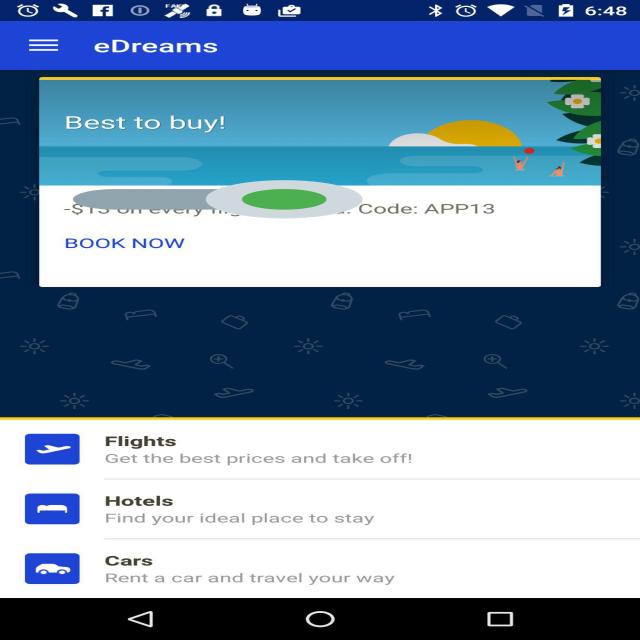 6:48
eDreams
Best to buy!
-$13 on every Code: APP13
BOOK NOW
Flights
Get the best prices and take off!
Hotels
Find your ideal place to stay
Cars
Rent a car and travel your way